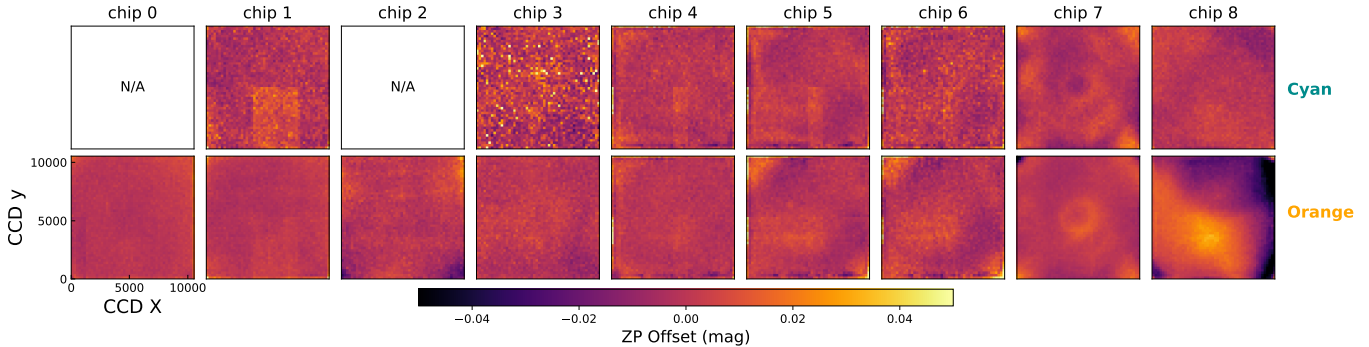 chip 0 chip 1 chip 2 chip 3 chip 4 chip 5 chip 6 chip 7 chip 8
N/A N/A Cyan
10000
5000
0
CCD y
Orange
0 5000 10000
CCD X
−0.04 −0.02 0.00 0.02 0.04
ZP Offset (mag)